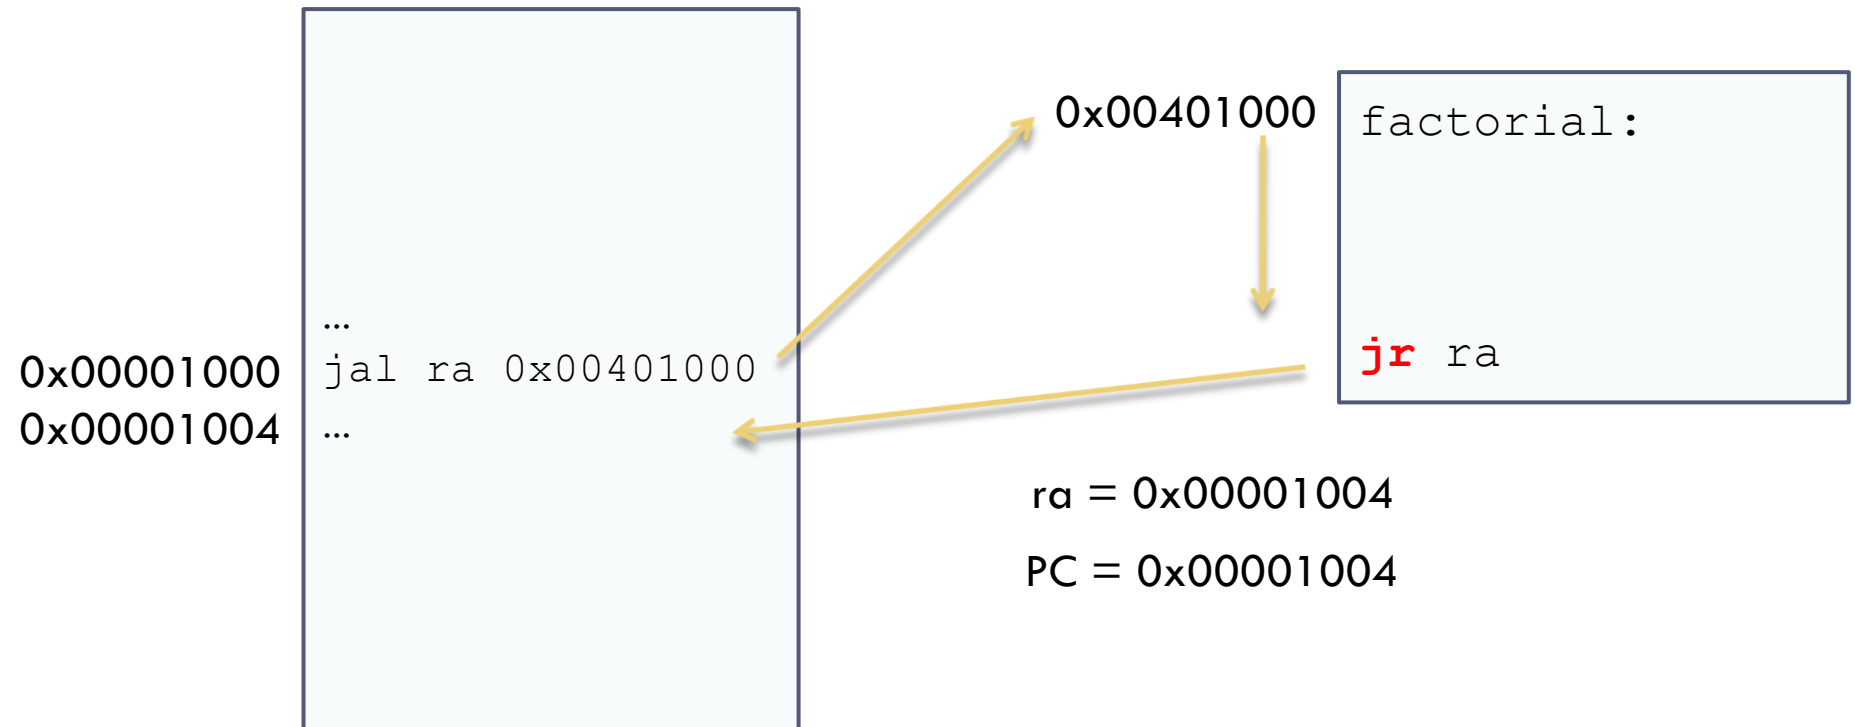 0x00401000
factorial:
…
0x00001000
jal ra 0x00401000
jr ra
0x00001004
…
ra = 0x00001004
PC = 0x00001004